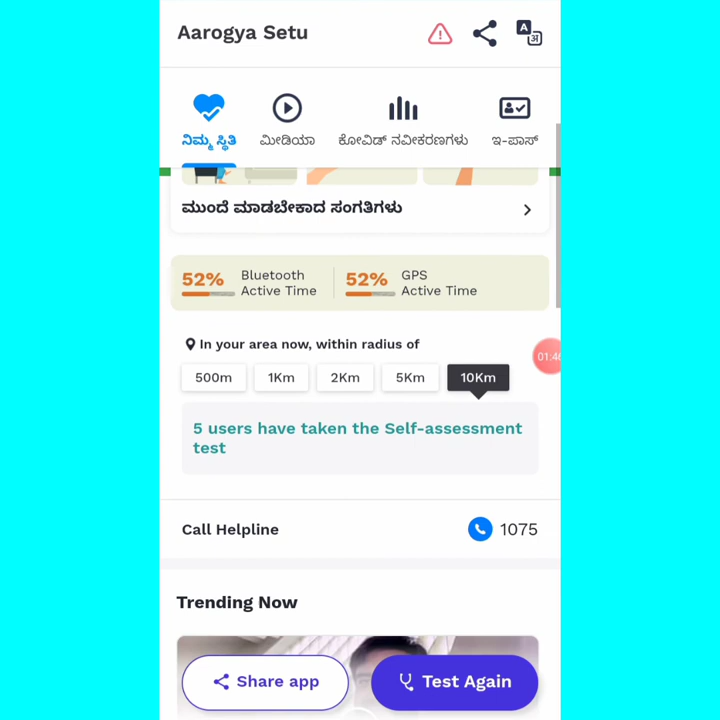 Aarogya Setu
A अ
ನಿಮ್ಮ ಸ್ಥಿತಿ ಮೀಡಿಯಾ ಕೋವಿಡ್ ನವೀಕರಣಗಳು ಇ-ಪಾಸ್
ಮುಂದೆ ಮಾಡಬೇಕಾದ ಸಂಗತಿಗಳು
52% Bluetooth Active Time
52% GPS Active Time
In your area now, within radius of
500m 1Km 2Km 5Km 10Km
5 users have taken the Self-assessment
test
Call Helpline 1075
Trending Now
Share app Test Again